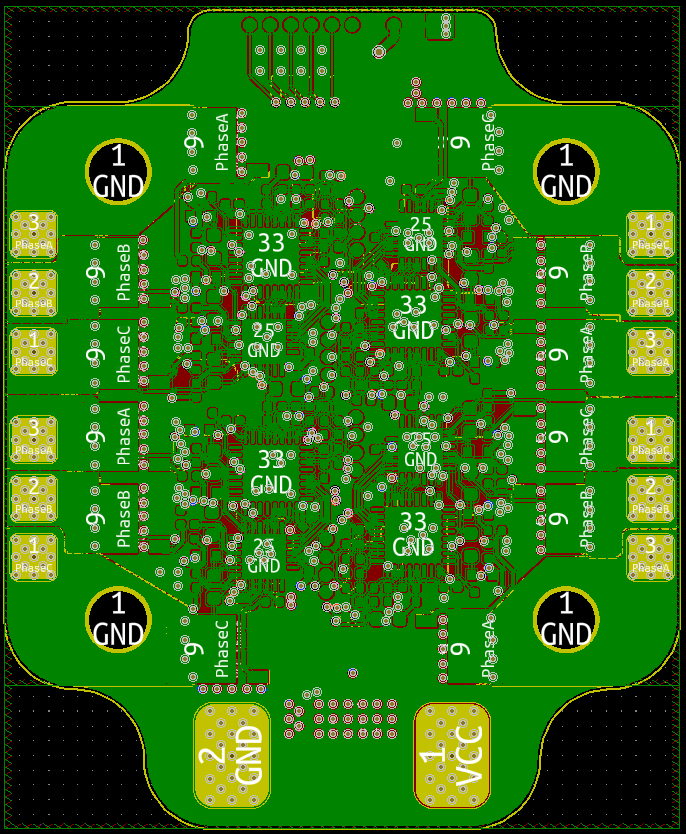 9
PhaseA
9
PhaseC
1
GND
1
GND
3
PhaseA
25
GND
1
PhaseC
33
GND
9
PhaseB
9
PhaseB
2
PhaseB
2
PhaseB
33
GND
25
GND
1
PhaseC
9
PhaseC
9
PhaseA
3
PhaseA
3
PhaseA
9
PhaseA
9
PhaseC
1
PhaseC
25
GND
33
GND
2
PhaseB
9
PhaseB
9
PhaseB
2
PhaseB
33
GND
25
GND
1
PhaseC
3
PhaseA
1
GND
1
GND
9
PhaseC
9
PhaseA
2
GND
1
VCC